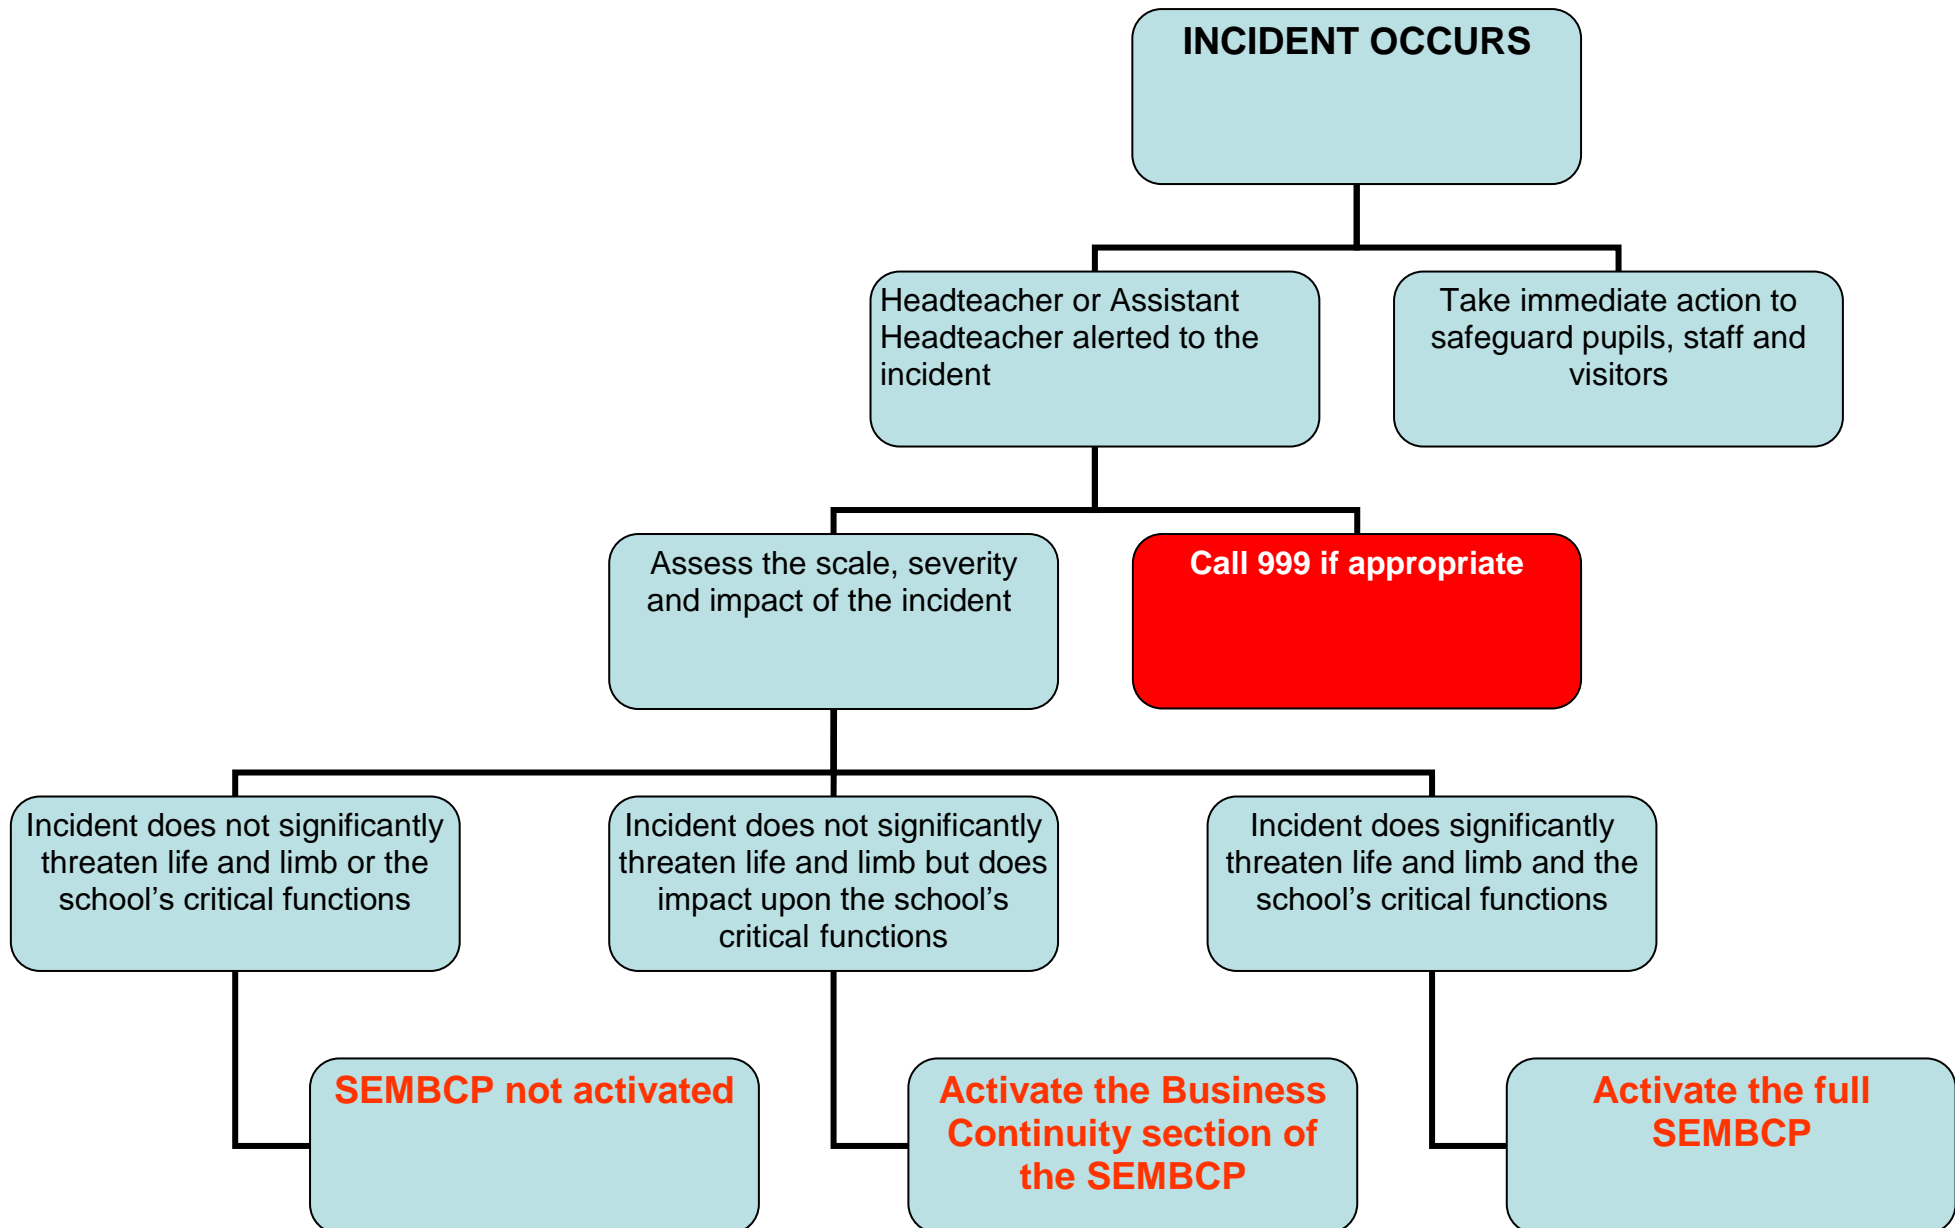 INCIDENT OCCURS
Headteacher or Assistant
Headteacher alerted to the
incident
Take immediate action to
safeguard pupils, staff and
visitors
Assess the scale, severity
and impact of the incident
Call 999 if appropriate
Incident does not significantly
threaten life and limb or the
school’s critical functions
Incident does not significantly
threaten life and limb but does
impact upon the school’s
critical functions
Incident does significantly
threaten life and limb and the
school’s critical functions
SEMBCP not activated
Activate the Business
Continuity section of
the SEMBCP
Activate the full
SEMBCP